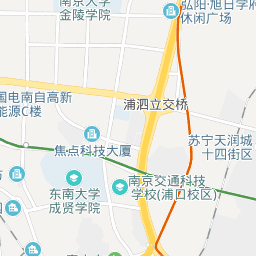 南京大学
金陵学院
弘阳·旭日学府
休闲广场
国电南自高新
能源C楼
浦泗立交桥
苏宁天润城
十四街区
焦点科技大厦
东南大学
成贤学院
南京交通科技
学校(浦口校区)